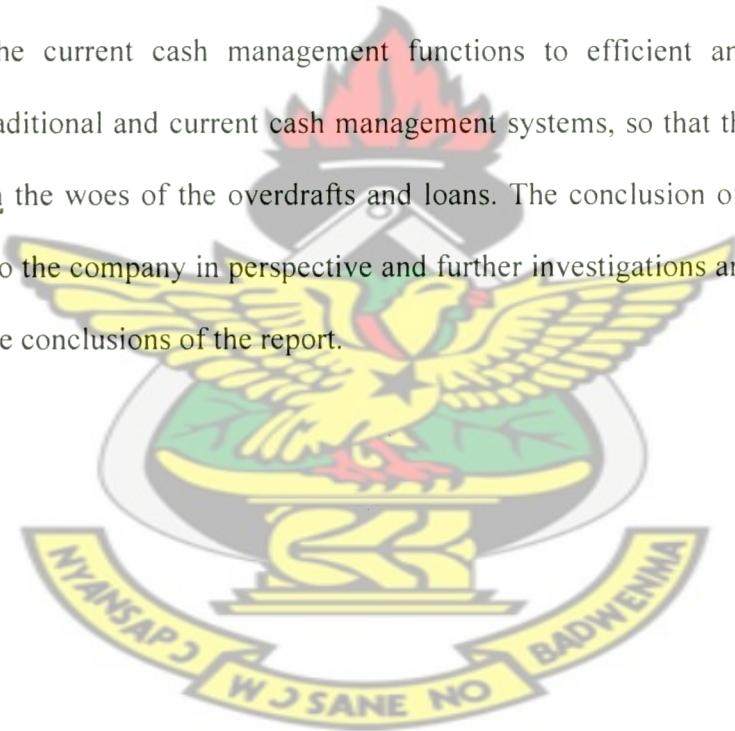 he current cash management functions to efficient an
aditional and current cash management systems, so that th
the woes of the overdrafts and loans. The conclusion o
o the company in perspective and further investigations ar
e conclusions of the report.
NYANSAPƆ
WƆSANE NO
BADWENMA